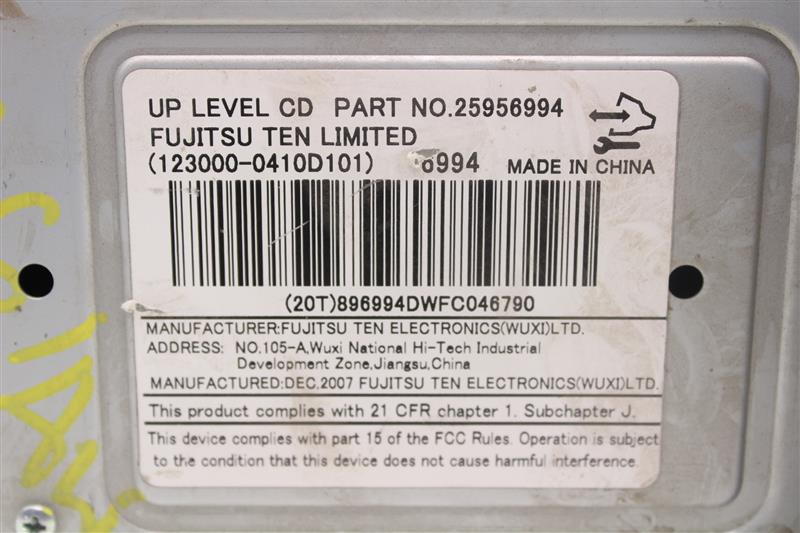 UP LEVEL CD PART NO.25956994
FUJITSU TEN LIMITED
(123000-0410D101) 6994 MADE IN CHINA
(20T)896994DWFC046790
MANUFACTURER:FUJITSU TEN ELECTRONICS(WUXI)LTD.
ADDRESS: NO.105-A,Wuxi National Hi-Tech Industrial
Development Zone,Jiangsu,China
MANUFACTURED:DEC,2007 FUJITSU TEN ELECTRONICS(WUXI)LTD.
This product complies with 21 CFR chapter 1. Subchapter J.
This device complies with part 15 of the FCC Rules. Operation is subject
to the condition that this device does not cause harmful interference.